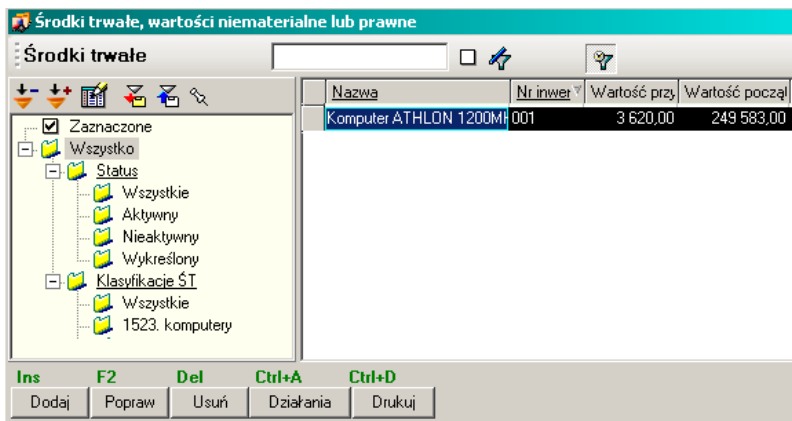 Środki trwałe, wartości niematerialne lub prawne
Środki trwałe
Nazwa Nr inwer Wartość przy Wartość począt
Komputer ATHLON 1200MH 001 3 620,00 249 583,00
Zaznaczone
Wszystko
Status
Wszystkie
Aktywny
Nieaktywny
Wykreślony
Klasyfikacje ŚT
Wszystkie
1523. komputery
Ins F2 Del Ctrl+A Ctrl+D
Dodaj Popraw Usuń Działania Drukuj